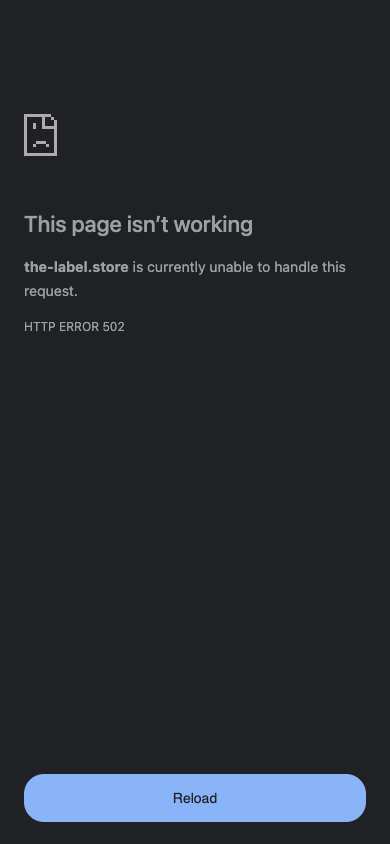 This page isn’t working
the-label.store is currently unable to handle this
request.
HTTP ERROR 502
Reload